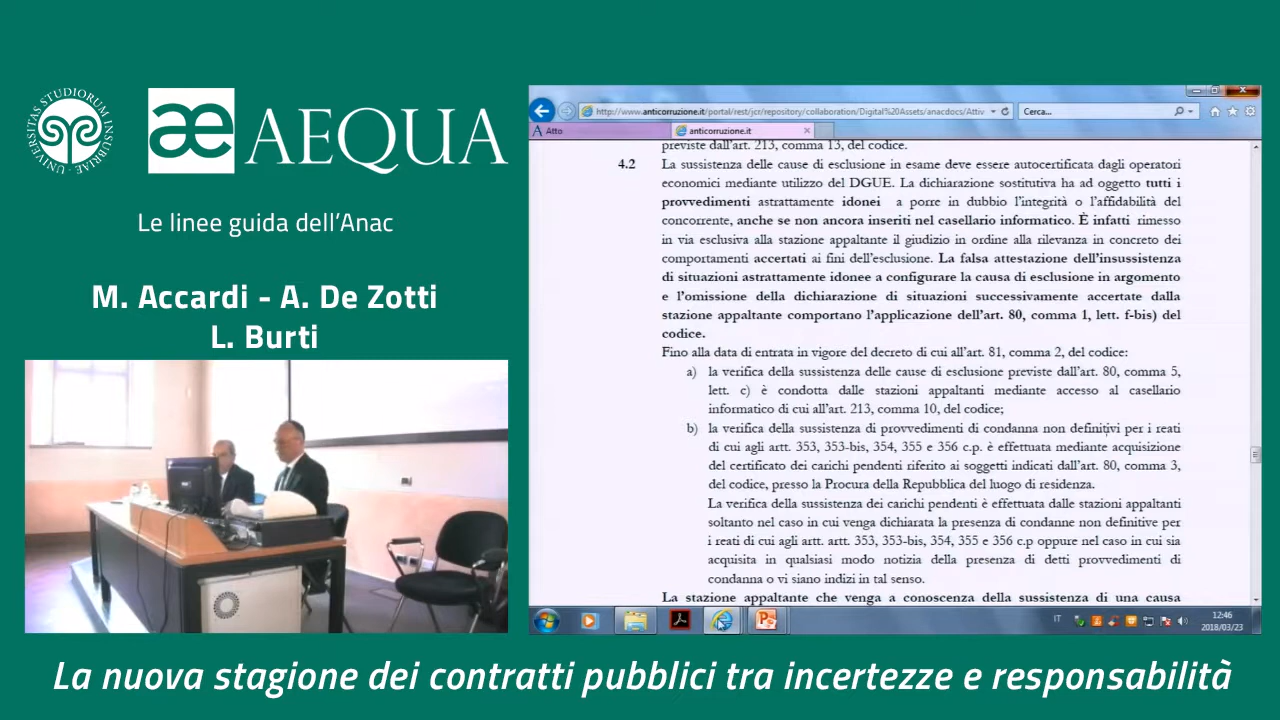 UNIVERSITAS STUDIORUM INSUBRIAE
æ AEQUA
Le linee guida dell'Anac
M. Accardi - A. De Zotti
L. Burti
http://www.anticorruzione.it/portal/rest/jcr/repository/collaboration/Digital%20Assets/anacdocs/Attiv
Cerca...
Atto
anticorruzione.it
previste dall'art. 213, comma 13, del codice.
4.2 La sussistenza delle cause di esclusione in esame deve essere autocertificata dagli operatori
economici mediante utilizzo del DGUE. La dichiarazione sostitutiva ha ad oggetto tutti i
provvedimenti astrattamente idonei a porre in dubbio l'integrità o l'affidabilità del
concorrente, anche se non ancora inseriti nel casellario informatico. È infatti rimesso
in via esclusiva alla stazione appaltante il giudizio in ordine alla rilevanza in concreto dei
comportamenti accertati ai fini dell'esclusione. La falsa attestazione dell'insussistenza
di situazioni astrattamente idonee a configurare la causa di esclusione in argomento
e l'omissione della dichiarazione di situazioni successivamente accertate dalla
stazione appaltante comportano l'applicazione dell'art. 80, comma 1, lett. f-bis) del
codice.
Fino alla data di entrata in vigore del decreto di cui all'art. 81, comma 2, del codice:
a) la verifica della sussistenza delle cause di esclusione previste dall'art. 80, comma 5,
lett. c) è condotta dalle stazioni appaltanti mediante accesso al casellario
informatico di cui all'art. 213, comma 10, del codice;
b) la verifica della sussistenza di provvedimenti di condanna non definitivi per i reati
di cui agli artt. 353, 353-bis, 354, 355 e 356 c.p. è effettuata mediante acquisizione
del certificato dei carichi pendenti riferito ai soggetti indicati dall'art. 80, comma 3,
del codice, presso la Procura della Repubblica del luogo di residenza.
La verifica della sussistenza dei carichi pendenti è effettuata dalle stazioni appaltanti
soltanto nel caso in cui venga dichiarata la presenza di condanne non definitive per
i reati di cui agli artt. artt. 353, 353-bis, 354, 355 e 356 c.p oppure nel caso in cui sia
acquisita in qualsiasi modo notizia della presenza di detti provvedimenti di
condanna o vi siano indizi in tal senso.
La stazione appaltante che venga a conoscenza della sussistenza di una causa
IT
12:46
2018/03/23
La nuova stagione dei contratti pubblici tra incertezze e responsabilità